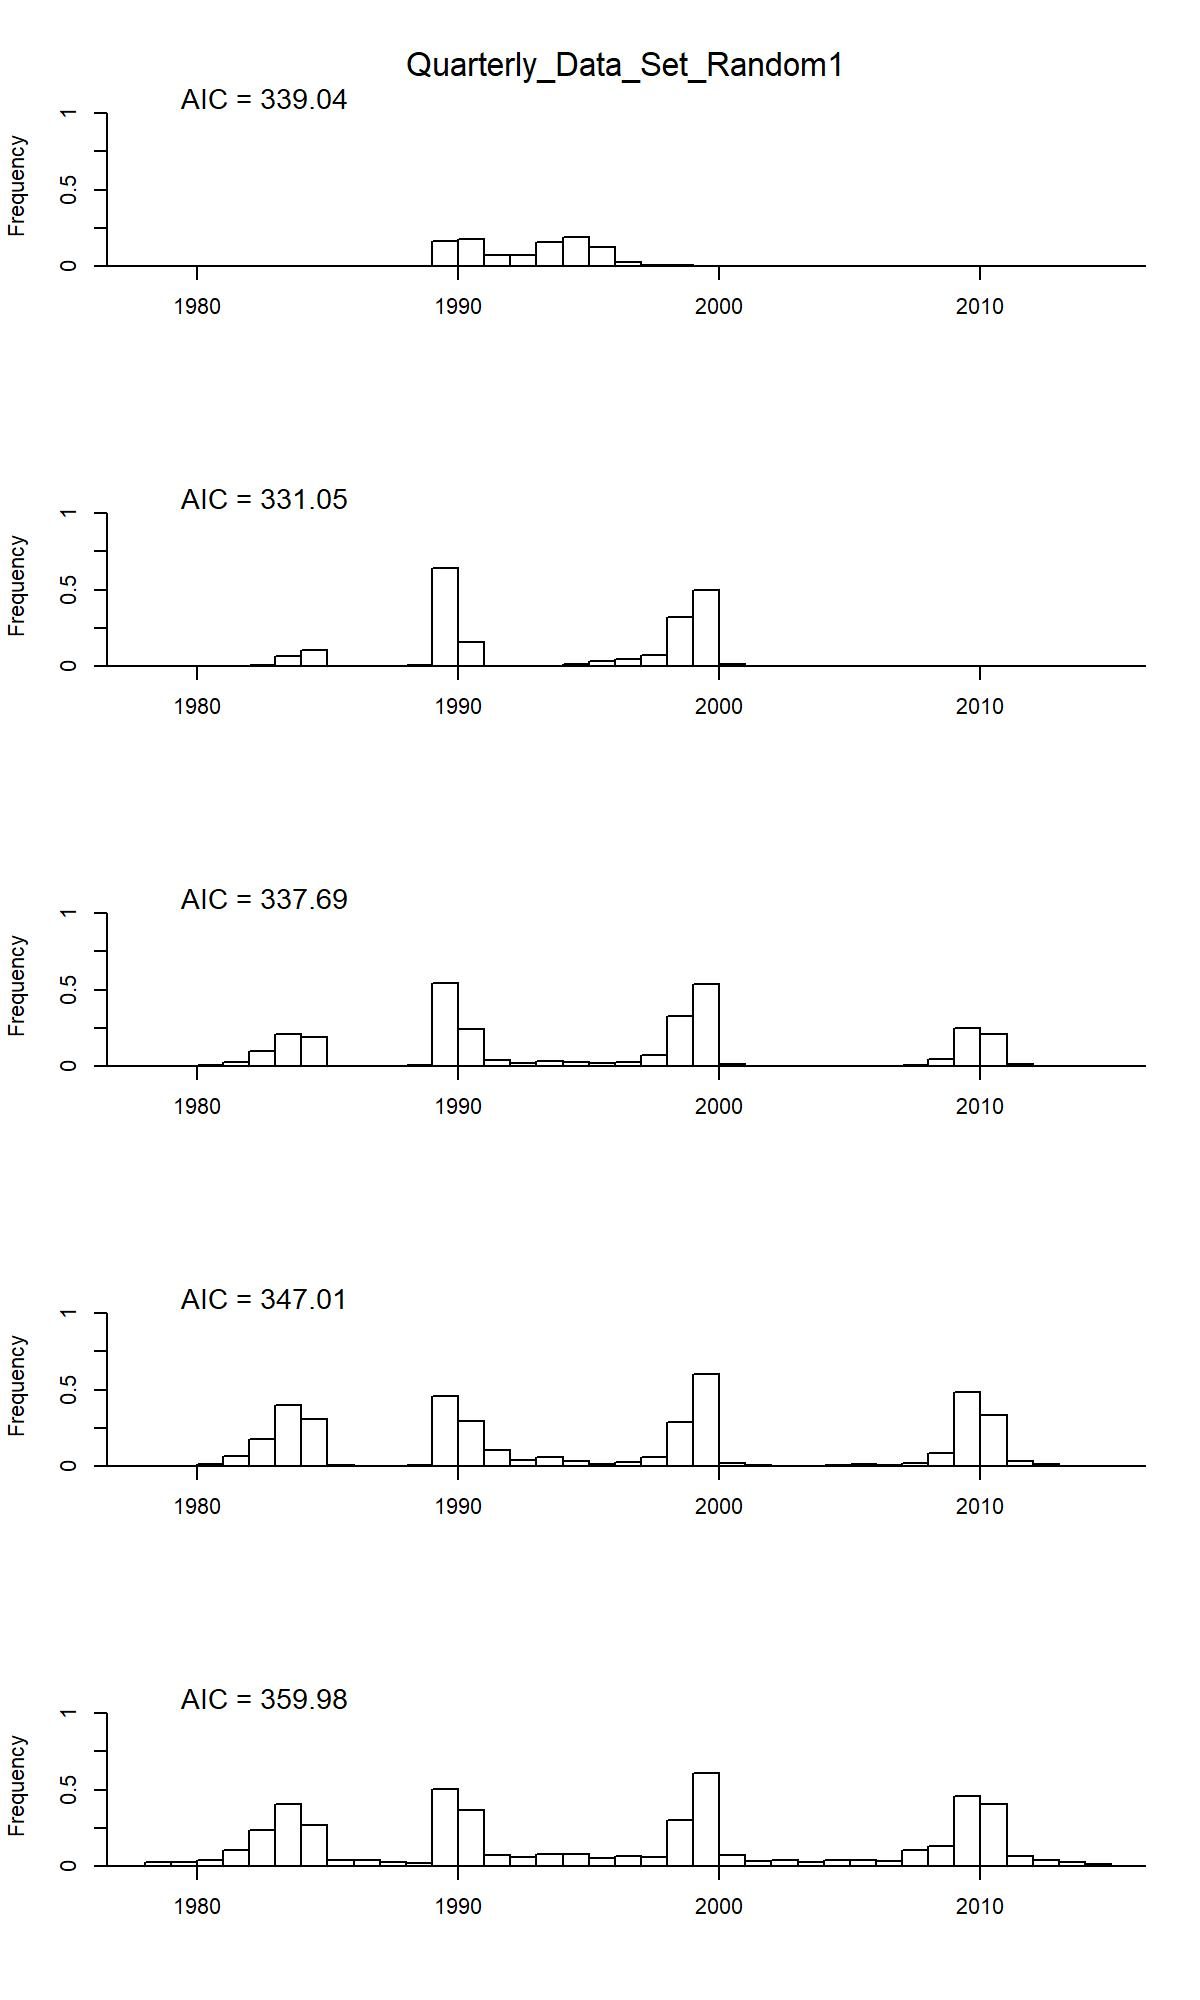 Quarterly_Data_Set_Random1
AIC = 339.04
Frequency
1
0.5
0
1980 1990 2000 2010
AIC = 331.05
Frequency
1
0.5
0
1980 1990 2000 2010
AIC = 337.69
Frequency
1
0.5
0
1980 1990 2000 2010
AIC = 347.01
Frequency
1
0.5
0
1980 1990 2000 2010
AIC = 359.98
Frequency
1
0.5
0
1980 1990 2000 2010